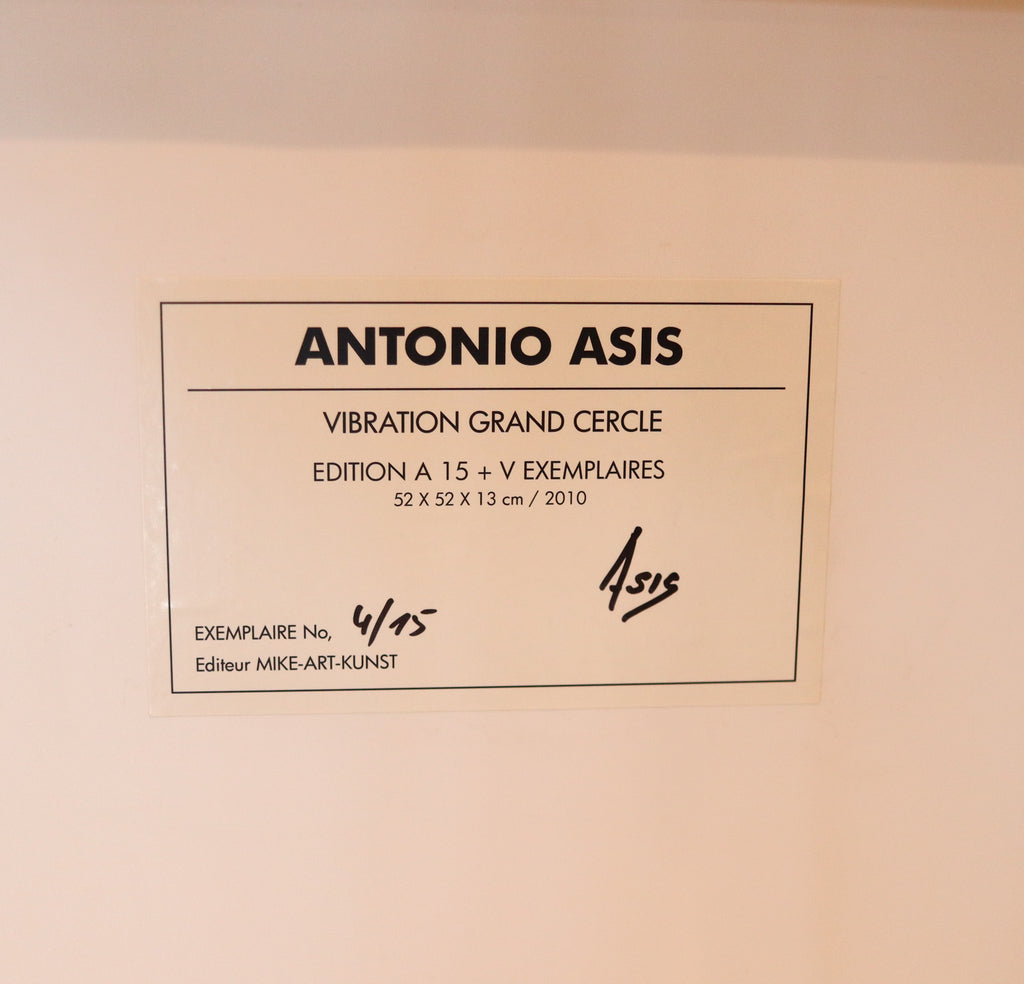 ANTONIO ASIS
VIBRATION GRAND CERCLE
EDITION A 15 + V EXEMPLAIRES
52 X 52 X 13 cm / 2010
Asis
EXEMPLAIRE No, 4/15
Editeur MIKE-ART-KUNST